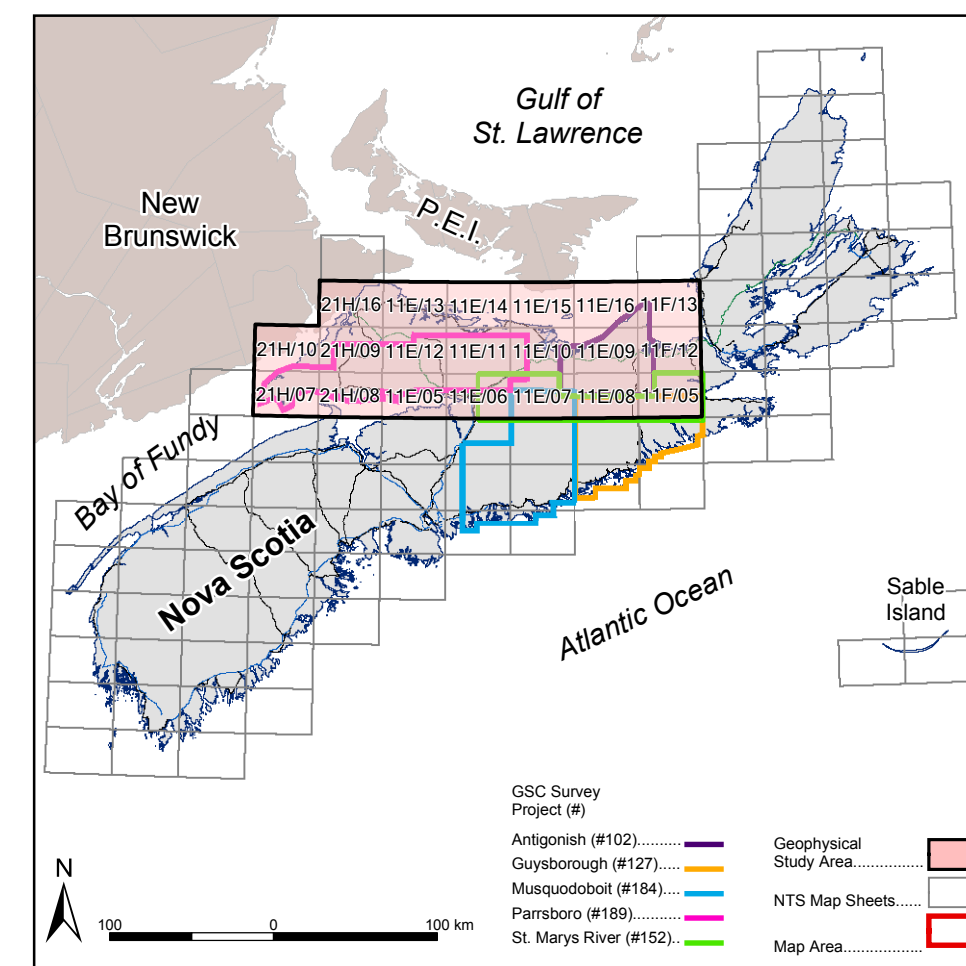 Gulf of
St. Lawrence
New
Brunswick
P.E.I.
21H/16 11E/13 11E/14 11E/15 11E/16 11F/13
21H/10 21H/09 11E/12 11E/11 11E/10 11E/09 11F/12
21H/07 21H/08 11E/05 11E/06 11E/07 11E/08 11F/05
Bay of Fundy
Nova Scotia
Atlantic Ocean
Sable
Island
GSC Survey
Project (#)
Antigonish (#102).........
Guysborough (#127)....
Musquodoboit (#184)...
Parrsboro (#189)...........
St. Marys River (#152)..
Geophysical
Study Area................
NTS Map Sheets......
Map Area..................
N
100 0 100 km